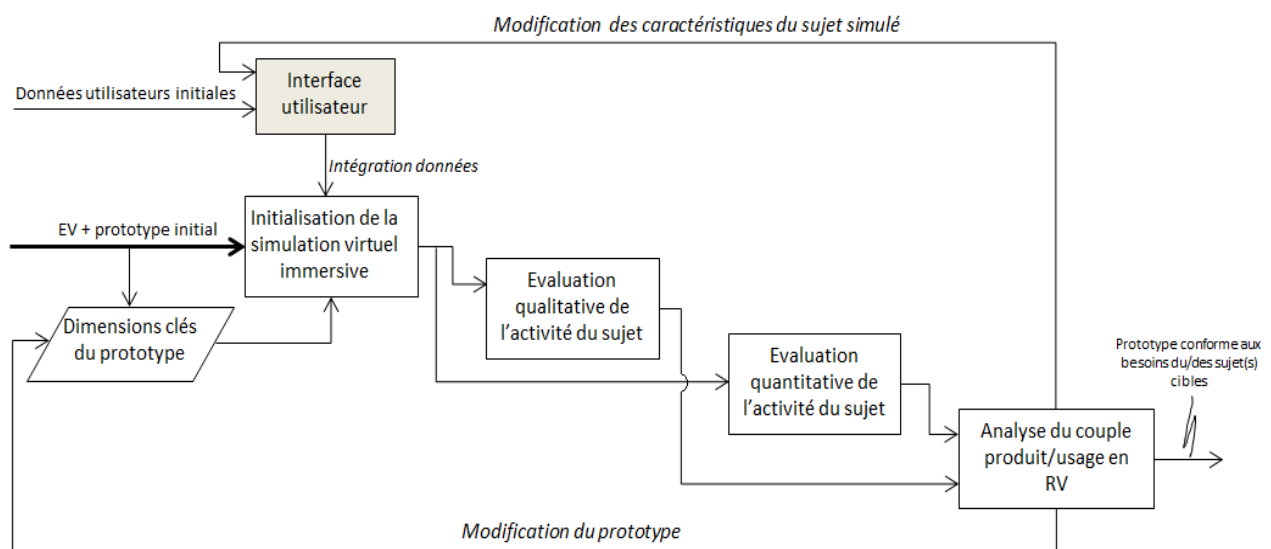 Modification des caractéristiques du sujet simulé
Interface
utilisateur
Données utilisateurs initiales
Intégration données
EV + prototype initial
Initialisation de la
simulation virtuel
immersive
Dimensions clés
du prototype
Evaluation
qualitative de
l’activité du sujet
Evaluation
quantitative de
l’activité du sujet
Prototype conforme aux
besoins du/des sujet(s)
cibles
Analyse du couple
produit/usage en
RV
Modification du prototype